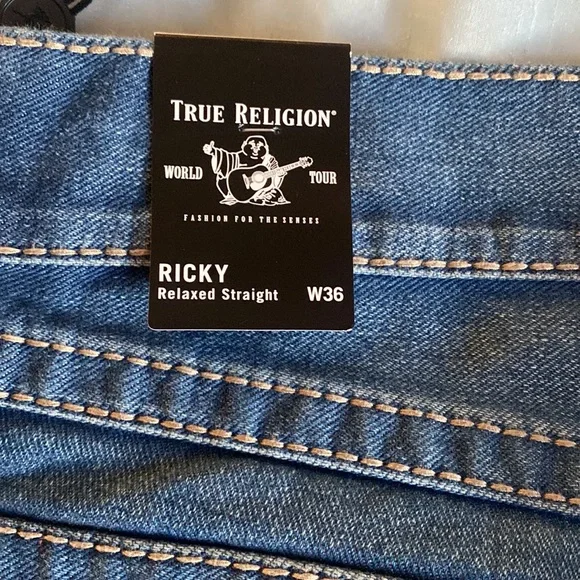 TRUE RELIGION®
WORLD TOUR
FASHION FOR THE SENSES
RICKY
Relaxed Straight W36